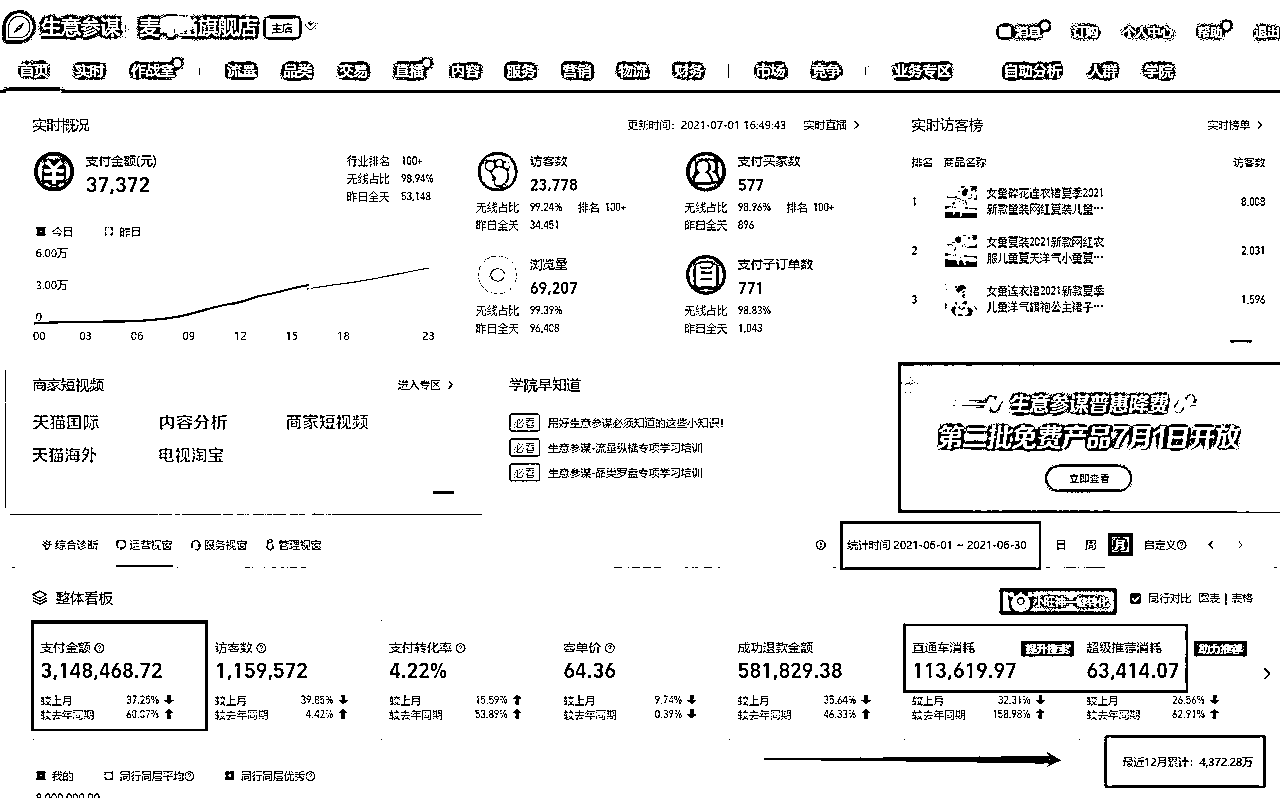 生意参谋 麦 旗舰店 主店
消息 订购 个人中心 帮助 退出
首页 实时 作战室 流量 品类 交易 直播 内容 服务 营销 物流 财务 市场 竞争 业务专区 自助分析 人群 学院
实时概况 更新时间：2021-07-01 16:49:43 实时直播 >
支付金额(元)
37,372
行业排名 100+
无线占比 98.94%
昨日全天 53,148
今日 昨日
6.00万
3.00万
0
00 03 06 09 12 15 18 23
访客数
23,778
无线占比 99.24% 排名 100+
昨日全天 34,451
支付买家数
577
无线占比 98.96% 排名 100+
昨日全天 896
浏览量
69,207
无线占比 99.39%
昨日全天 96,408
支付子订单数
771
无线占比 98.83%
昨日全天 1,043
实时访客榜 实时榜单 >
排名 商品名称 访客数
1 女童碎花连衣裙夏季2021 8,008
新款童装网红夏装儿童…
2 女童夏装2021新款网红衣 2,031
服儿童夏天洋气小童夏…
3 女童连衣裙2021新款夏季 1,596
儿童洋气旗袍公主裙子…
商家短视频 进入专区 >
天猫国际 内容分析 商家短视频
天猫海外 电视淘宝
学院早知道
必看 用好生意参谋必须知道的这些小知识!
必看 生意参谋-流量纵横专项学习培训
必看 生意参谋-品类罗盘专项学习培训
生意参谋普惠降费
第二批免费产品7月1日开放
立即查看
综合诊断 运营视窗 服务视窗 管理视窗
统计时间 2021-06-01 ~ 2021-06-30 日 周 月 自定义 < >
整体看板
同行对比 图表 | 表格
支付金额
3,148,468.72
较上月 37.25%
较去年同期 60.27%
访客数
1,159,572
较上月 39.85%
较去年同期 4.42%
支付转化率
4.22%
较上月 15.59%
较去年同期 53.89%
客单价
64.36
较上月 9.74%
较去年同期 0.39%
成功退款金额
581,829.38
较上月 35.64%
较去年同期 46.33%
直通车消耗
113,619.97
较上月 32.31%
较去年同期 158.98%
超级推荐消耗
63,414.07
较上月 26.56%
较去年同期 62.91%
最近12月累计：4,372.28万
我的 同行同层平均 同行同层优秀